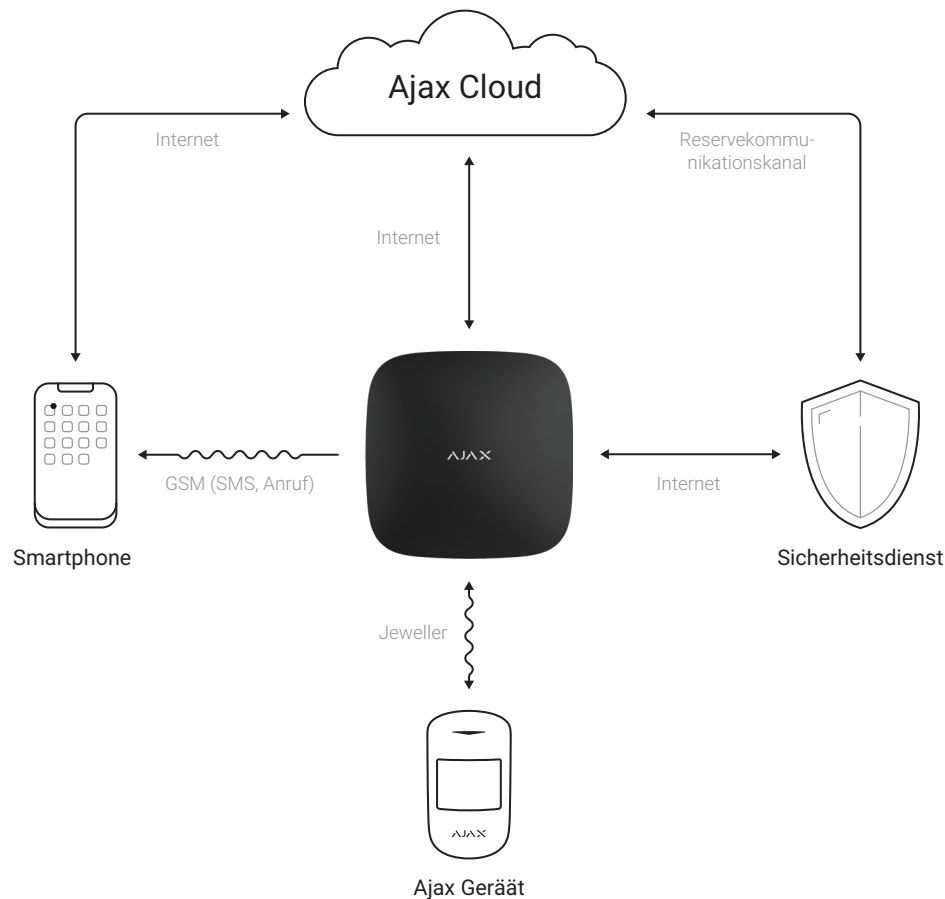 Ajax Cloud
Internet
Reservekommu-
nikationskanal
Internet
AJAX
GSM (SMS, Anruf)
Internet
Smartphone
Sicherheitsdienst
Jeweller
AJAX
Ajax Geräät